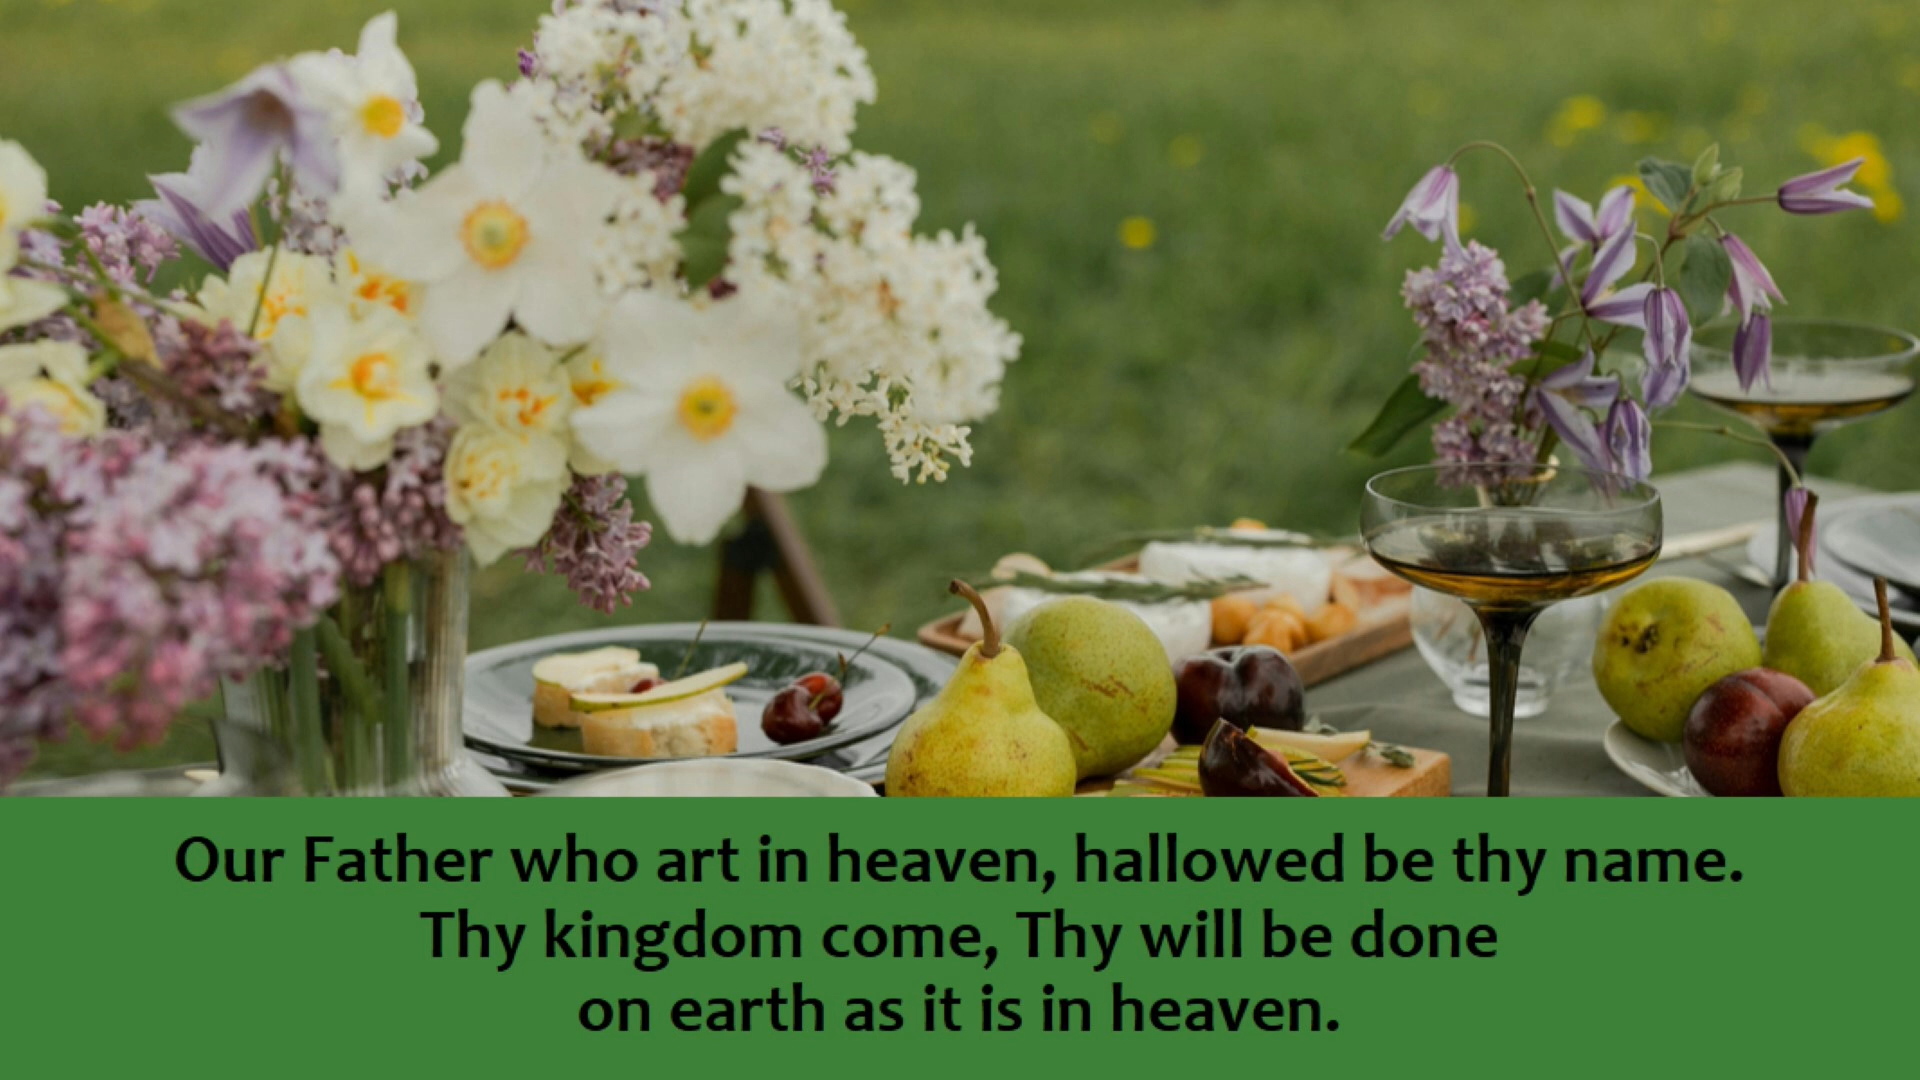 Our Father who art in heaven, hallowed be thy name.
Thy kingdom come, Thy will be done
on earth as it is in heaven.